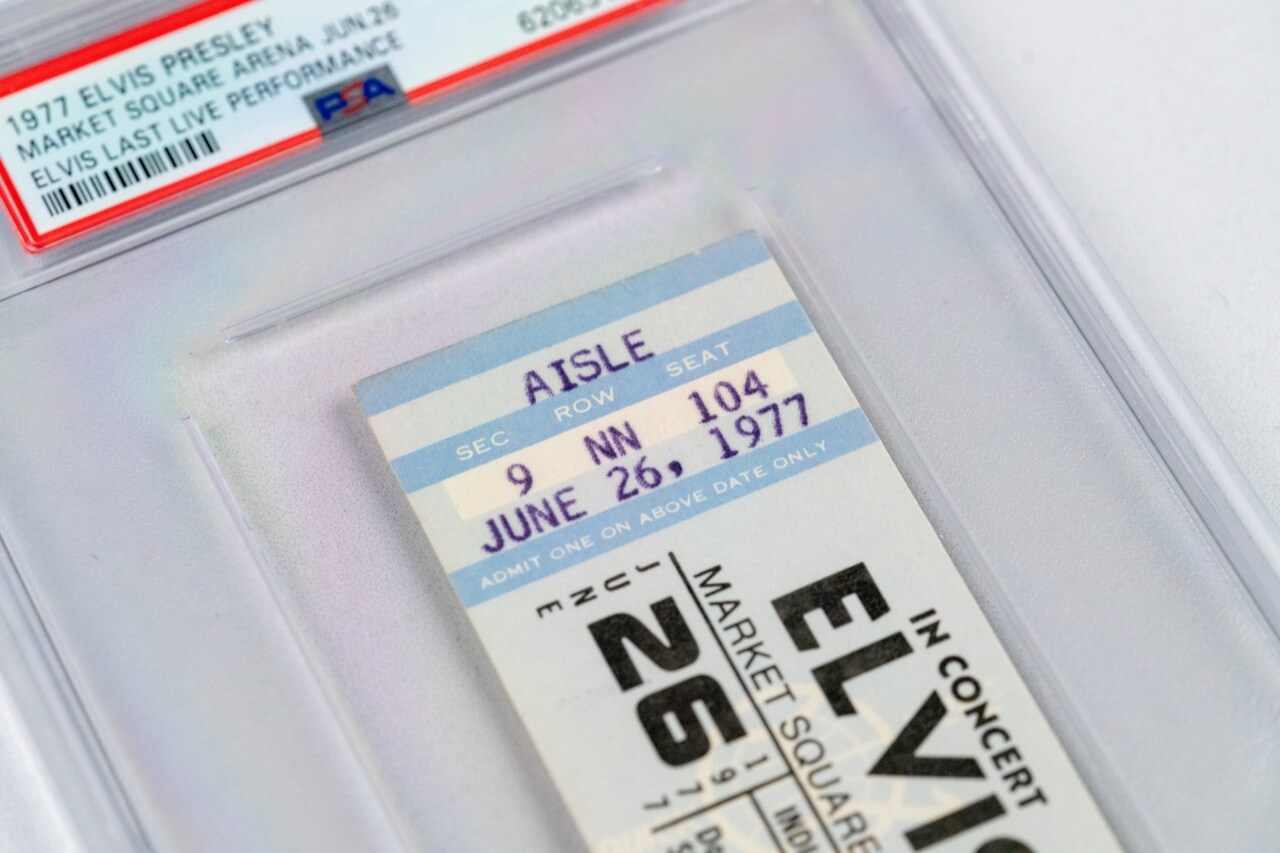 1977 ELVIS PRESLEY
MARKET SQUARE ARENA JUN.26
ELVIS LAST LIVE PERFORMANCE
PSA
AISLE
SEC ROW SEAT
9 NN 104
JUNE 26, 1977
ADMIT ONE ON ABOVE DATE ONLY
IN CONCERT
ELVIS
MARKET SQUARE
JUNE
26
1977